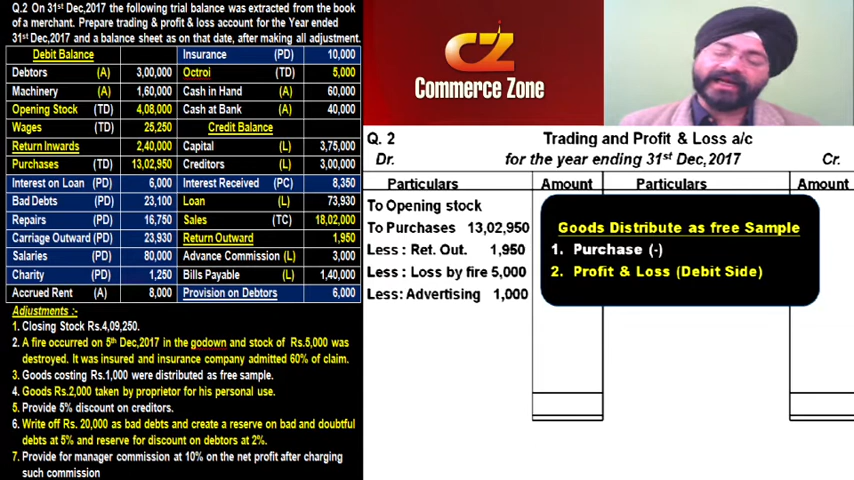 Q.2 On 31st Dec,2017 the following trial balance was extracted from the book
of a merchant. Prepare trading & profit & loss account for the Year ended
31st Dec,2017 and a balance sheet as on that date, after making all adjustment.
Debit Balance Insurance (PD) 10,000
Debtors (A) 3,00,000 Octroi (TD) 5,000
Machinery (A) 1,60,000 Cash in Hand (A) 60,000
Opening Stock (TD) 4,08,000 Cash at Bank (A) 40,000
Wages (TD) 25,250 Credit Balance
Return Inwards 2,40,000 Capital (L) 3,75,000
Purchases (TD) 13,02,950 Creditors (L) 3,00,000
Interest on Loan (PD) 6,000 Interest Received (PC) 8,350
Bad Debts (PD) 23,100 Loan (L) 73,930
Repairs (PD) 16,750 Sales (TC) 18,02,000
Carriage Outward (PD) 23,930 Return Outward 1,950
Salaries (PD) 80,000 Advance Commission (L) 3,000
Charity (PD) 1,250 Bills Payable (L) 1,40,000
Accrued Rent (A) 8,000 Provision on Debtors 6,000
Adjustments :-
1. Closing Stock Rs.4,09,250.
2. A fire occurred on 5th Dec,2017 in the godown and stock of Rs.5,000 was
destroyed. It was insured and insurance company admitted 60% of claim.
3. Goods costing Rs.1,000 were distributed as free sample.
4. Goods Rs.2,000 taken by proprietor for his personal use.
5. Provide 5% discount on creditors.
6. Write off Rs. 20,000 as bad debts and create a reserve on bad and doubtful
debts at 5% and reserve for discount on debtors at 2%.
7. Provide for manager commission at 10% on the net profit after charging
such commission
CZ
Commerce Zone
Q. 2 Trading and Profit & Loss a/c
Dr. for the year ending 31st Dec,2017 Cr.
Particulars Amount Particulars Amount
To Opening stock
To Purchases 13,02,950
Less : Ret. Out. 1,950
Less : Loss by fire 5,000
Less: Advertising 1,000
Goods Distribute as free Sample
1. Purchase (-)
2. Profit & Loss (Debit Side)